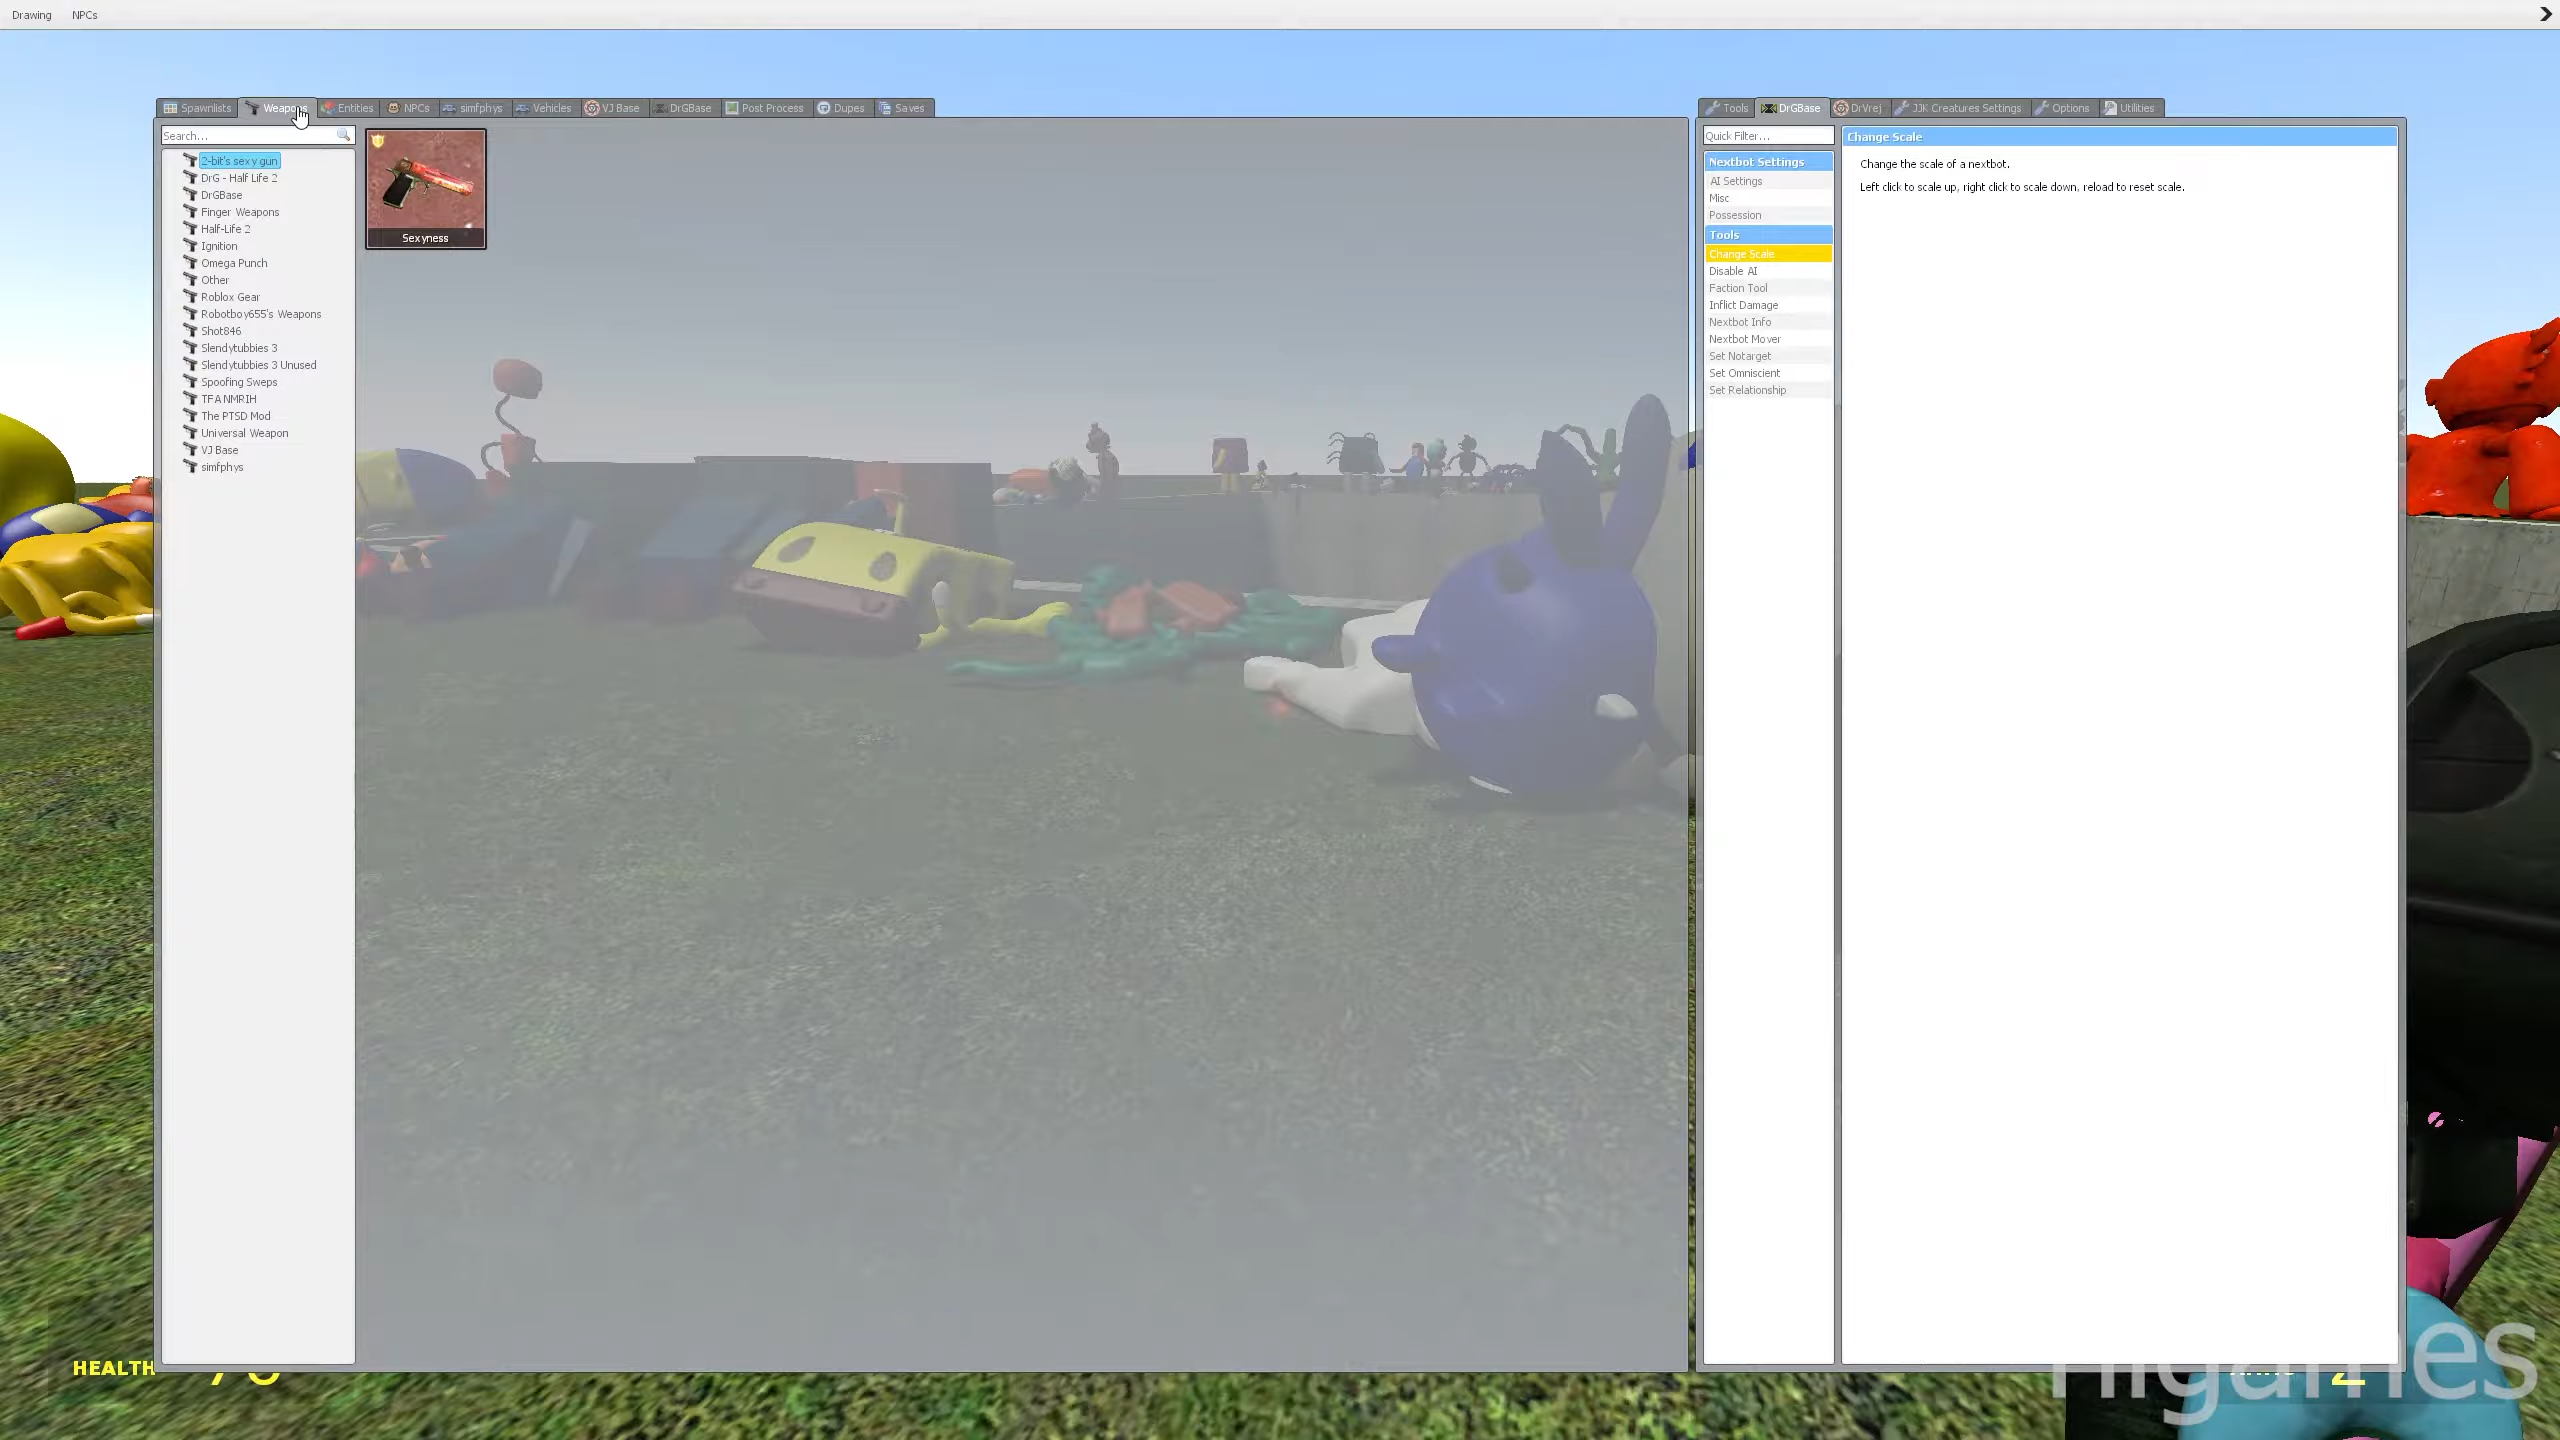 Drawing NPCs
Spawnlists Weapons Entities NPCs simfphys Vehicles VJ Base DrGBase Post Process Dupes Saves
Search...
2-bit's sexy gun
DrG - Half Life 2
DrGBase
Finger Weapons
Half-Life 2
Ignition
Omega Punch
Other
Roblox Gear
Robotboy655's Weapons
Shot846
Slendytubbies 3
Slendytubbies 3 Unused
Spoofing Sweps
TFA NMRIH
The PTSD Mod
Universal Weapon
VJ Base
simfphys
Sexyness
Tools DrGBase DrVrej JJK Creatures Settings Options Utilities
Quick Filter...
Nextbot Settings
AI Settings
Misc
Possession
Tools
Change Scale
Disable AI
Faction Tool
Inflict Damage
Nextbot Info
Nextbot Mover
Set Notarget
Set Omniscient
Set Relationship
Change Scale
Change the scale of a nextbot.
Left click to scale up, right click to scale down, reload to reset scale.
HEALTH